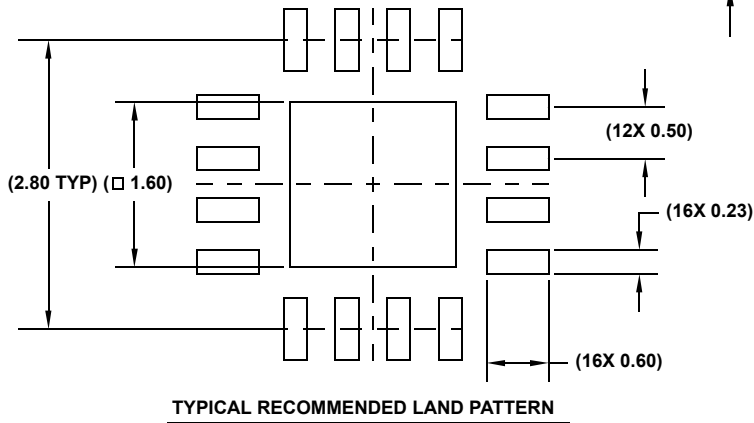 (12X 0.50)
(2.80 TYP) (□ 1.60)
(16X 0.23)
(16X 0.60)
TYPICAL RECOMMENDED LAND PATTERN